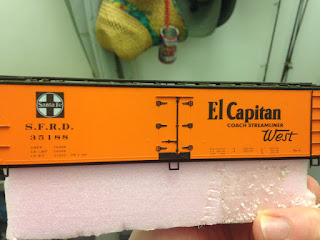 Santa Fe
S.F.R.D.
35188
El Capitan
COACH STREAMLINER
West